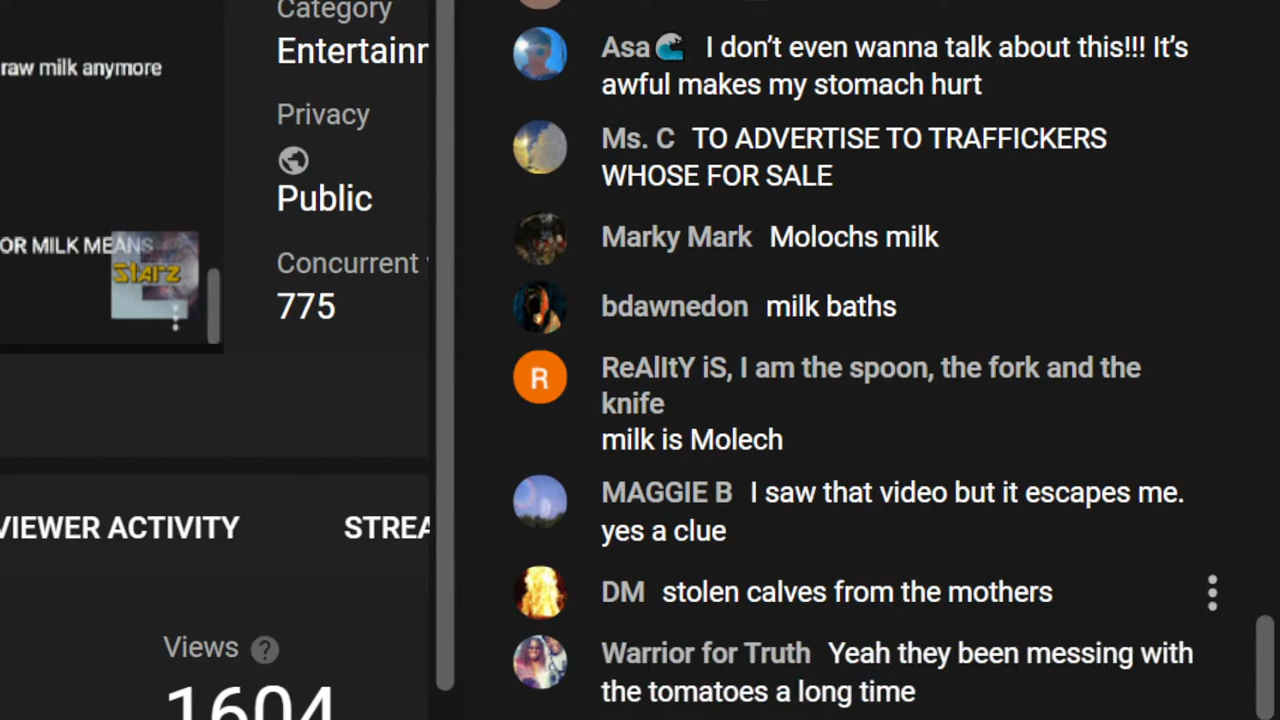 raw milk anymore
OR MILK MEANS
STARZ
Category
Privacy
Public
Concurrent
775
VIEWER ACTIVITY
Views ?
1604
Asa🌊 I don’t even wanna talk about this!!! It’s
awful makes my stomach hurt
Ms. C TO ADVERTISE TO TRAFFICKERS
WHOSE FOR SALE
Marky Mark Molochs milk
bdawnedon milk baths
R
ReAlItY iS, I am the spoon, the fork and the
knife
milk is Molech
MAGGIE B I saw that video but it escapes me.
yes a clue
DM stolen calves from the mothers
Warrior for Truth Yeah they been messing with
the tomatoes a long time